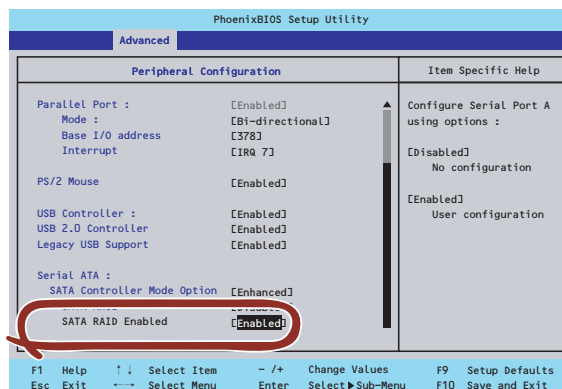 PhoenixBIOS Setup Utility
Advanced
Peripheral Configuration
Item Specific Help
Parallel Port : [Enabled]
Mode : [Bi-directional]
Base I/O address [378]
Interrupt [IRQ 7]
PS/2 Mouse [Enabled]
USB Controller : [Enabled]
USB 2.0 Controller [Enabled]
Legacy USB Support [Enabled]
Serial ATA :
SATA Controller Mode Option [Enhanced]
SATA RAID Enabled [Enabled]
Configure Serial Port A
using options :
[Disabled]
No configuration
[Enabled]
User configuration
F1 Help ↑↓ Select Item - /+ Change Values F9 Setup Defaults
Esc Exit ←→ Select Menu Enter Select▶Sub-Menu F10 Save and Exit